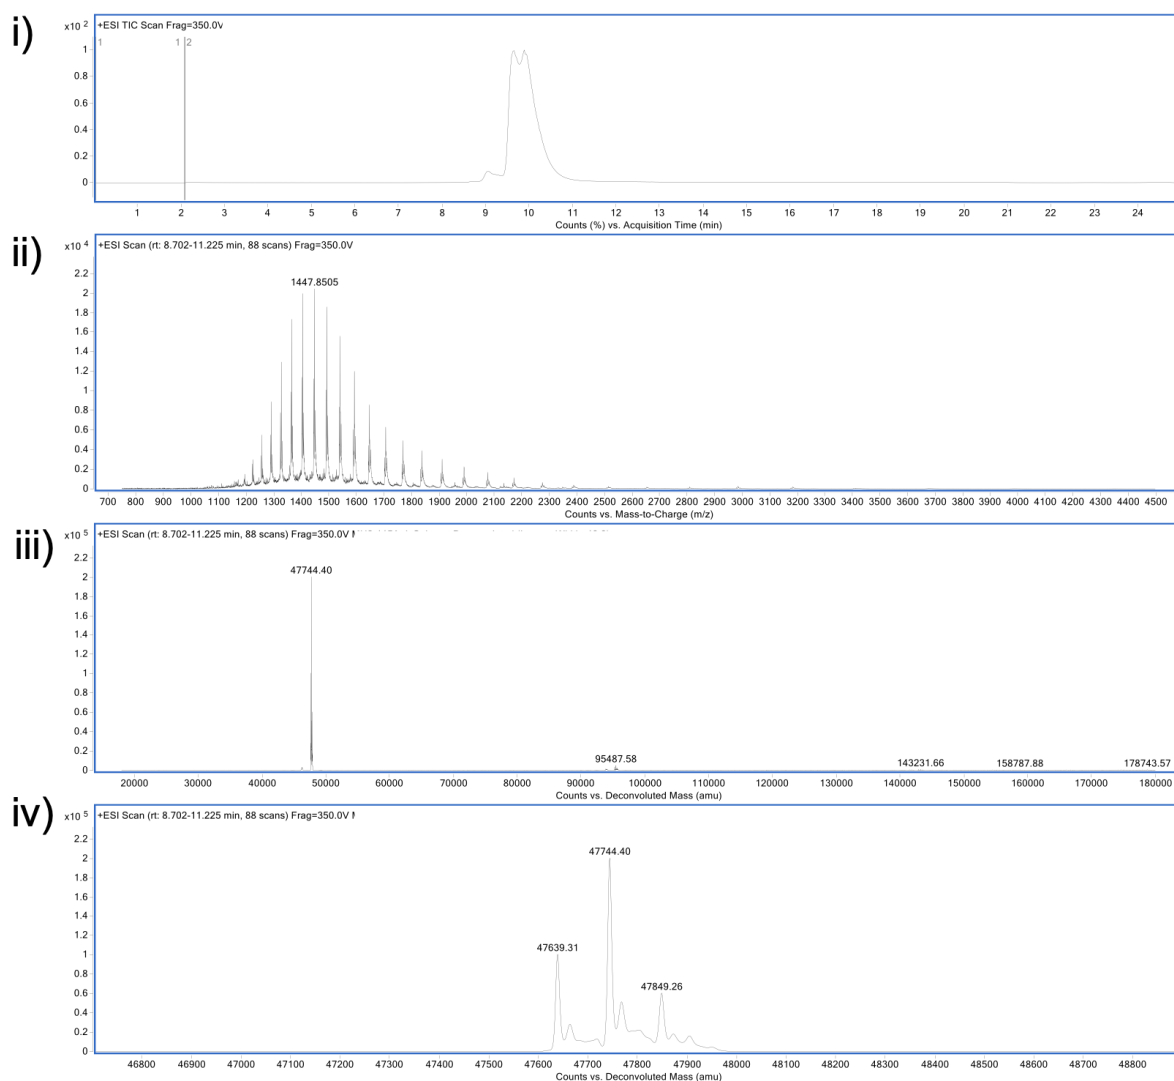 i)
x10 2
+ESI TIC Scan Frag=350.0V
1 1 2
1
0.8
0.6
0.4
0.2
0
1 2 3 4 5 6 7 8 9 10 11 12 13 14 15 16 17 18 19 20 21 22 23 24
Counts (%) vs. Acquisition Time (min)
ii)
x10 4
+ESI Scan (rt: 8.702-11.225 min, 88 scans) Frag=350.0V
1447.8505
2.2
2
1.8
1.6
1.4
1.2
1
0.8
0.6
0.4
0.2
0
700 800 900 1000 1100 1200 1300 1400 1500 1600 1700 1800 1900 2000 2100 2200 2300 2400 2500 2600 2700 2800 2900 3000 3100 3200 3300 3400 3500 3600 3700 3800 3900 4000 4100 4200 4300 4400 4500
Counts vs. Mass-to-Charge (m/z)
iii)
x10 5
+ESI Scan (rt: 8.702-11.225 min, 88 scans) Frag=350.0V
47744.40
2.2
2
1.8
1.6
1.4
1.2
1
0.8
0.6
0.4
0.2
0
95487.58 143231.66 158787.88 178743.57
20000 30000 40000 50000 60000 70000 80000 90000 100000 110000 120000 130000 140000 150000 160000 170000 180000
Counts vs. Deconvoluted Mass (amu)
iv)
x10 5
+ESI Scan (rt: 8.702-11.225 min, 88 scans) Frag=350.0V
2.2
2
1.8
1.6
1.4
1.2
1
0.8
0.6
0.4
0.2
0
47744.40
47639.31
47849.26
46800 46900 47000 47100 47200 47300 47400 47500 47600 47700 47800 47900 48000 48100 48200 48300 48400 48500 48600 48700 48800
Counts vs. Deconvoluted Mass (amu)